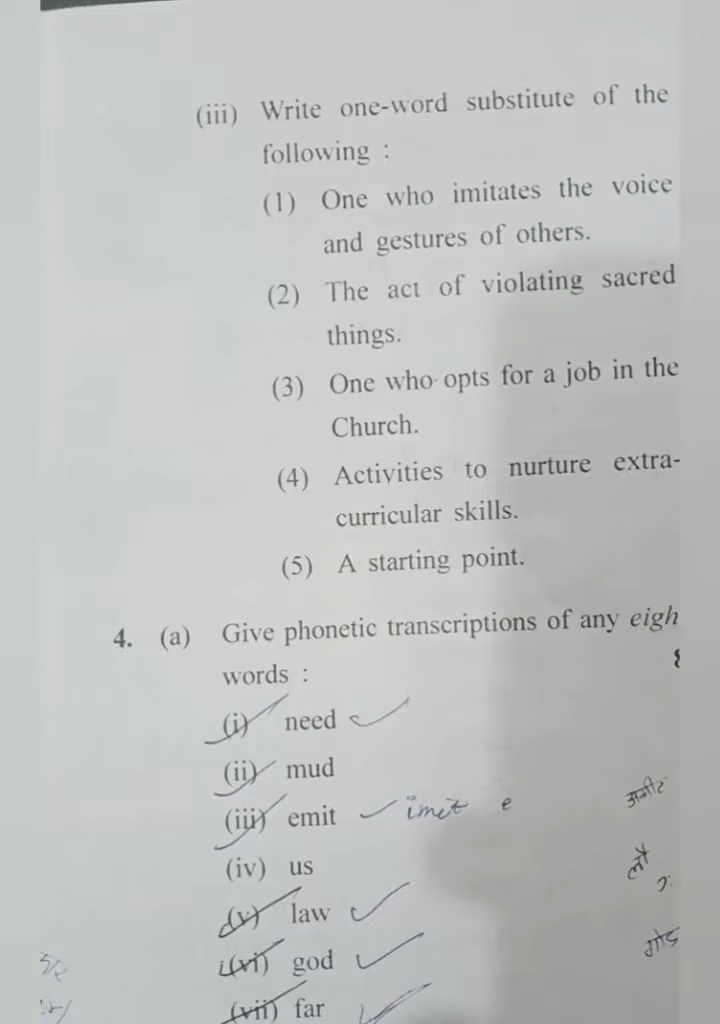 (iii) Write one-word substitute of the
following :
(1) One who imitates the voice
and gestures of others.
(2) The act of violating sacred
things.
(3) One who opts for a job in the
Church.
(4) Activities to nurture extra-
curricular skills.
(5) A starting point.
4. (a) Give phonetic transcriptions of any eigh
words :
(i) need
(ii) mud
(iii) emit imit e
(iv) us
(v) law लौ
(vi) god गोड
(vii) far